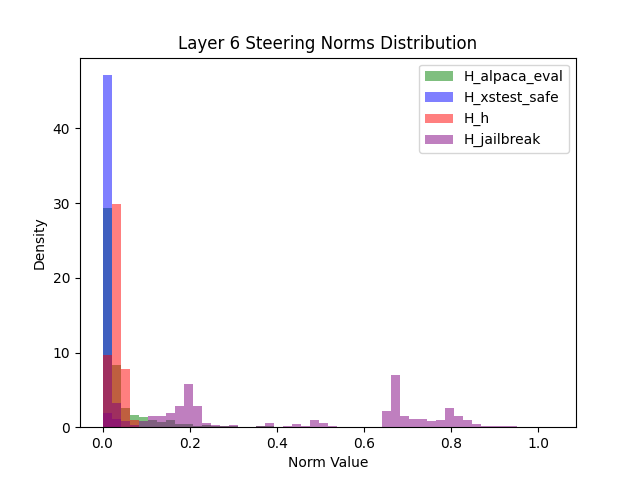 Layer 6 Steering Norms Distribution
H_alpaca_eval
H_xstest_safe
H_h
H_jailbreak
Density
40
30
20
10
0
0.0 0.2 0.4 0.6 0.8 1.0
Norm Value